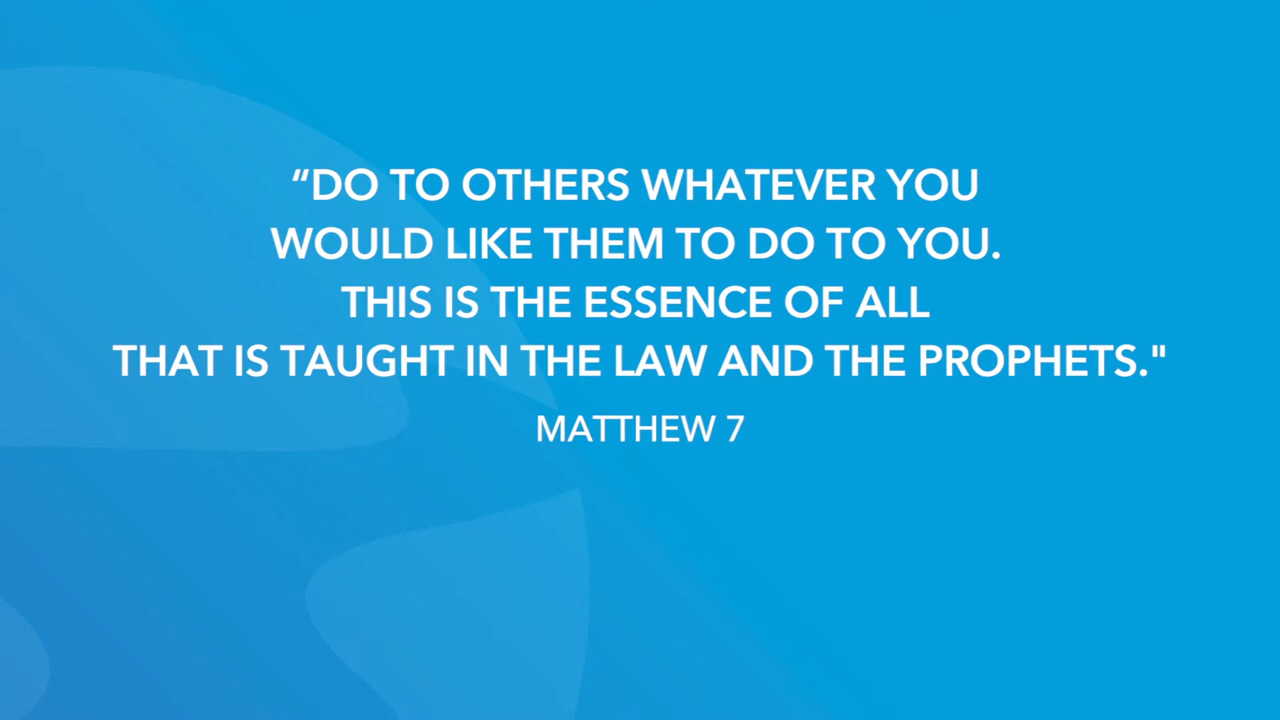 “DO TO OTHERS WHATEVER YOU
WOULD LIKE THEM TO DO TO YOU.
THIS IS THE ESSENCE OF ALL
THAT IS TAUGHT IN THE LAW AND THE PROPHETS."
MATTHEW 7